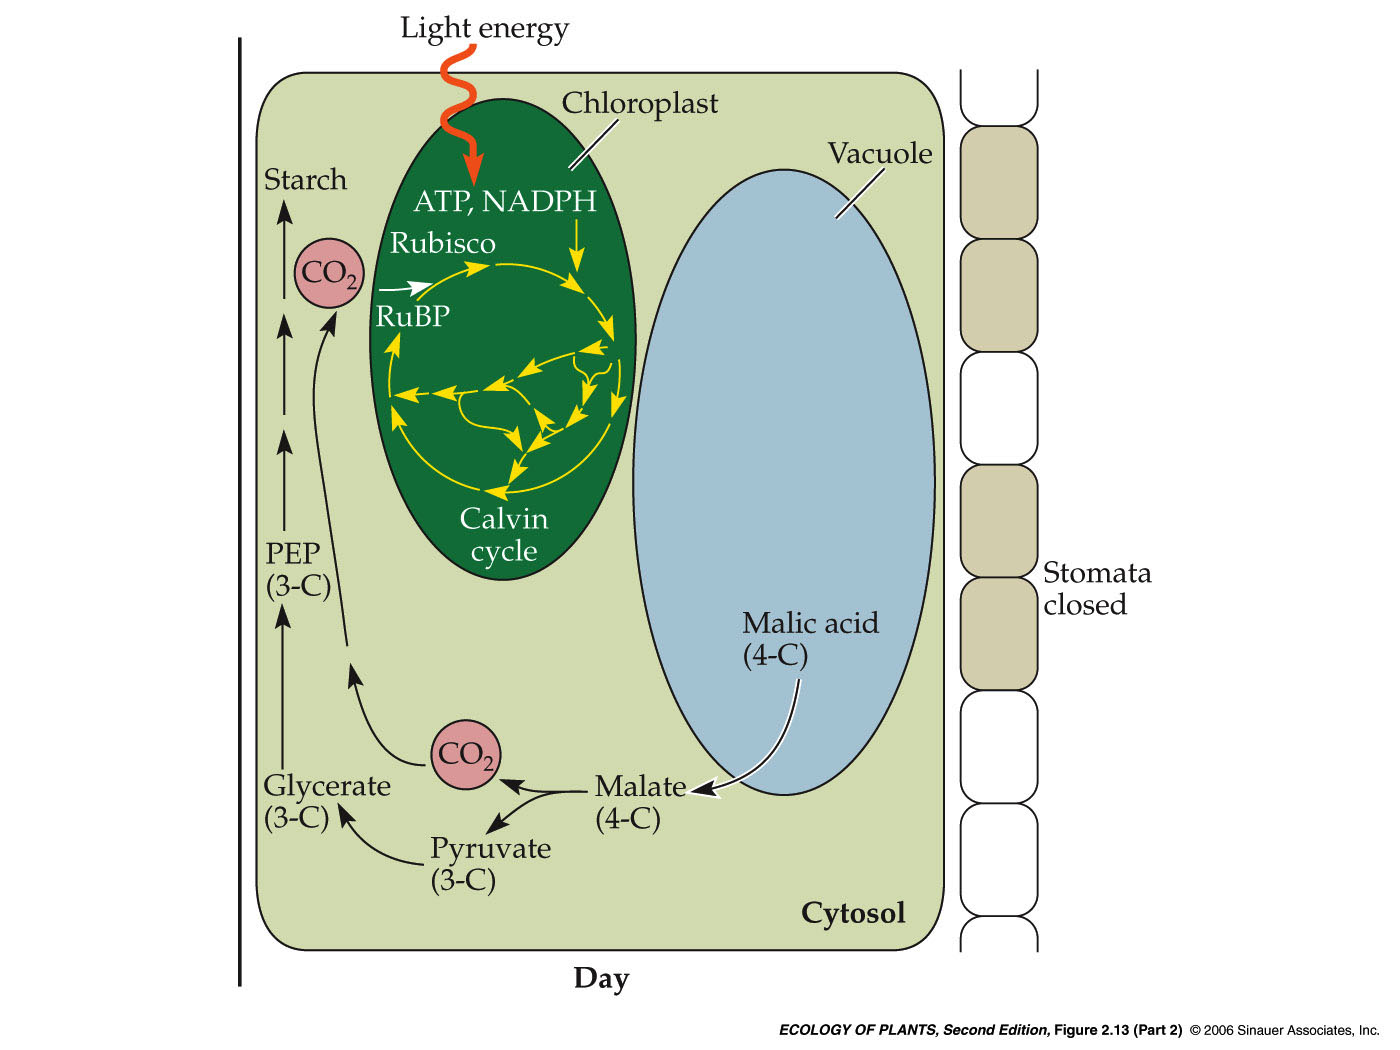 Light energy
Chloroplast
Vacuole
Starch
ATP, NADPH
Rubisco
CO2
RuBP
Calvin
cycle
PEP
(3-C)
Stomata
closed
Malic acid
(4-C)
CO2
Glycerate
(3-C)
Malate
(4-C)
Pyruvate
(3-C)
Cytosol
Day
ECOLOGY OF PLANTS, Second Edition, Figure 2.13 (Part 2) © 2006 Sinauer Associates, Inc.